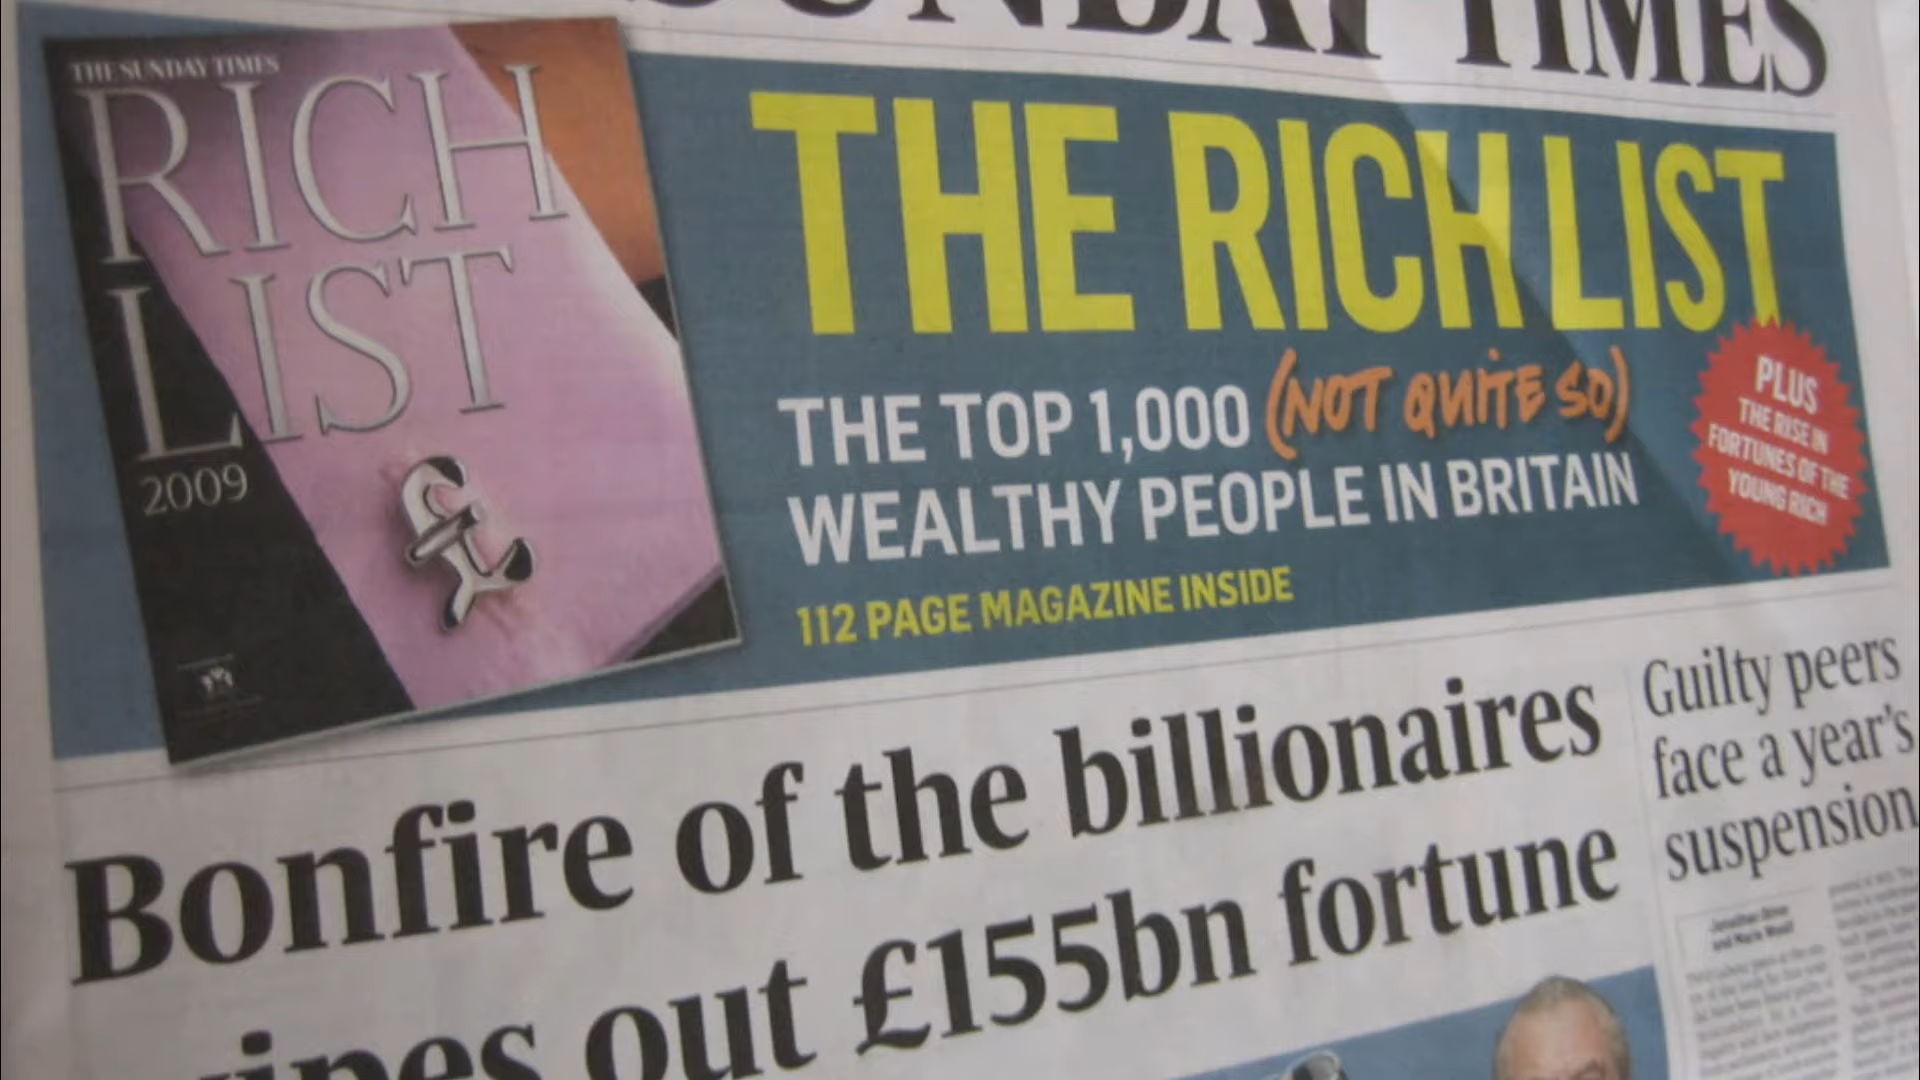 SUNDAY TIMES
THE SUNDAY TIMES
RICH
LIST
2009
£
THE RICH LIST
THE TOP 1,000 (NOT QUITE SO)
WEALTHY PEOPLE IN BRITAIN
112 PAGE MAGAZINE INSIDE
PLUS
THE RISE IN
FORTUNES OF THE
YOUNG RICH
Bonfire of the billionaires
wipes out £155bn fortune
Guilty peers
face a year's
suspension